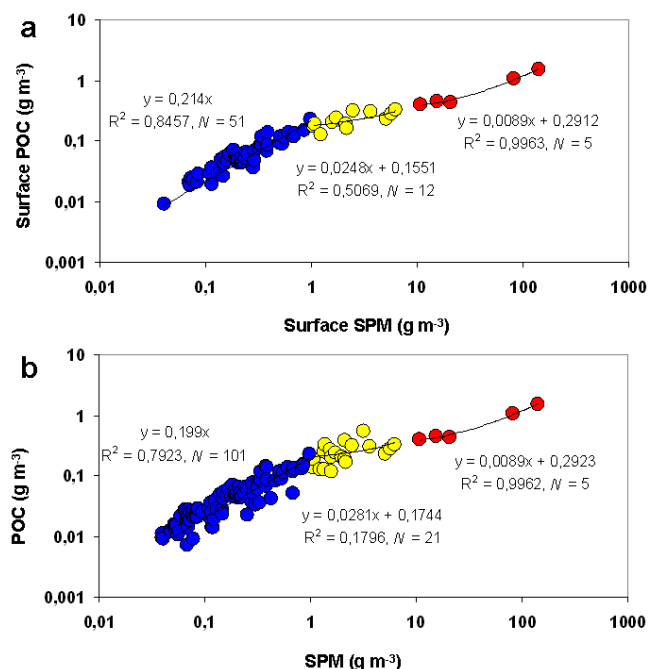 a
10
1
0,1
0,01
0,001
Surface POC (g m-3)
y = 0,214x
R2 = 0,8457, N = 51
y = 0,0248x + 0,1551
R2 = 0,5069, N = 12
y = 0,0089x + 0,2912
R2 = 0,9963, N = 5
0,01 0,1 1 10 100 1000
Surface SPM (g m-3)
b
10
1
0,1
0,01
0,001
POC (g m-3)
y = 0,199x
R2 = 0,7923, N = 101
y = 0,0281x + 0,1744
R2 = 0,1796, N = 21
y = 0,0089x + 0,2923
R2 = 0,9962, N = 5
0,01 0,1 1 10 100 1000
SPM (g m-3)